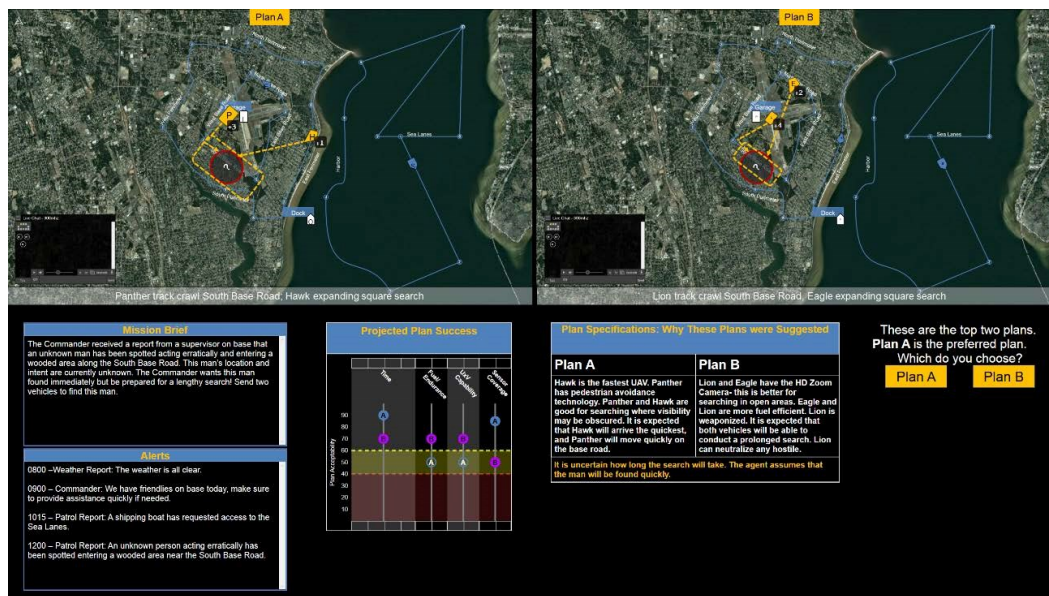 Plan A
Plan B
Garage
P
+3
H
+1
South Perimeter
Sea Lanes
Harbor
Dock
Garage
E
+2
+4
Sea Lanes
Harbor
Dock
Panther track crawl South Base Road; Hawk expanding square search
Lion track crawl South Base Road, Eagle expanding square search
Mission Brief
The Commander received a report from a supervisor on base that
an unknown man has been spotted acting erratically and entering a
wooded area along the South Base Road. This man's location and
intent are currently unknown. The Commander wants this man
found immediately but be prepared for a lengthy search! Send two
vehicles to find this man.
Alerts
0800 –Weather Report: The weather is all clear.
0900 – Commander: We have friendlies on base today, make sure
to provide assistance quickly if needed.
1015 – Patrol Report: A shipping boat has requested access to the
Sea Lanes.
1200 – Patrol Report: An unknown person acting erratically has
been spotted entering a wooded area near the South Base Road.
Projected Plan Success
Time
Fuel/
Endurance
UXV
Capability
Sensor
Coverage
Plan Acceptability
90
80
70
60
50
40
30
20
10
A
B
B
A
B
A
A
B
Plan Specifications: Why These Plans were Suggested
Plan A
Hawk is the fastest UAV. Panther
has pedestrian avoidance
technology. Panther and Hawk are
good for searching where visibility
may be obscured. It is expected
that Hawk will arrive the quickest,
and Panther will move quickly on
the base road.
Plan B
Lion and Eagle have the HD Zoom
Camera- this is better for
searching in open areas. Eagle and
Lion are more fuel efficient. Lion is
weaponized. It is expected that
both vehicles will be able to
conduct a prolonged search. Lion
can neutralize any hostile.
It is uncertain how long the search will take. The agent assumes that
the man will be found quickly.
These are the top two plans.
Plan A is the preferred plan.
Which do you choose?
Plan A
Plan B